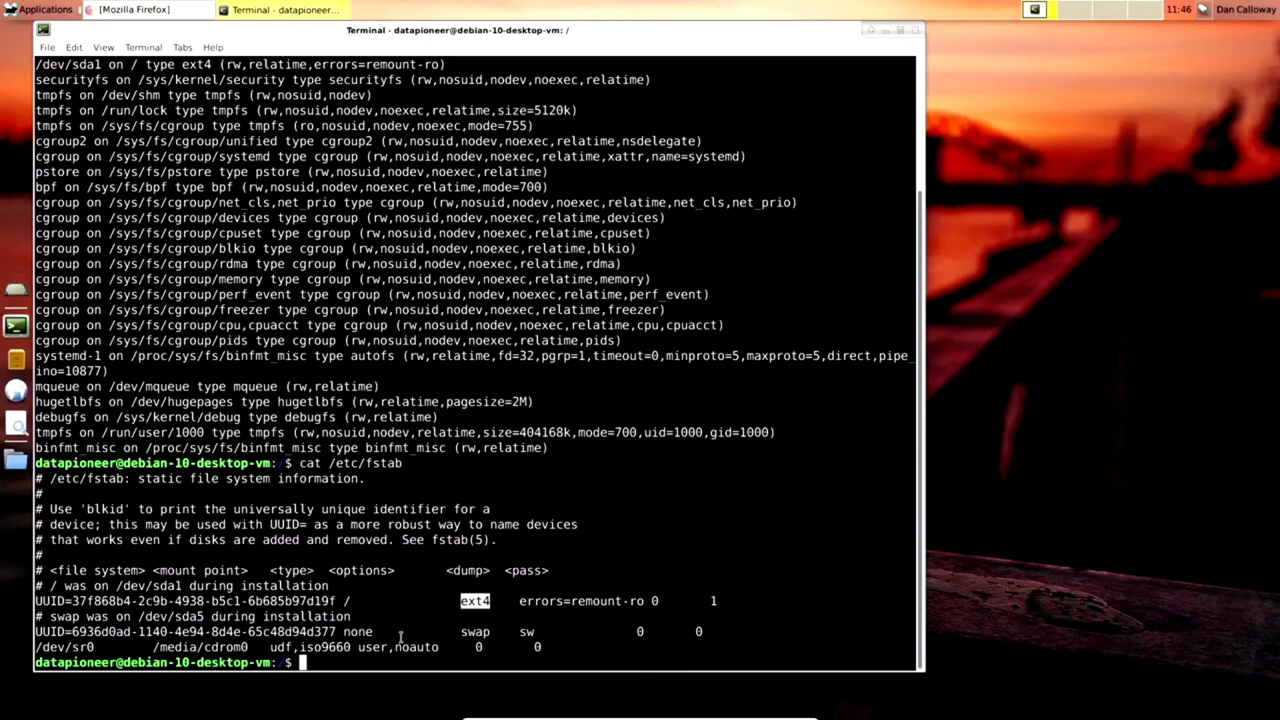 Applications
[Mozilla Firefox]
Terminal - datapioneer...
11:46
Dan Calloway
Terminal - datapioneer@debian-10-desktop-vm: /
File Edit View Terminal Tabs Help
/dev/sda1 on / type ext4 (rw,relatime,errors=remount-ro)
securityfs on /sys/kernel/security type securityfs (rw,nosuid,nodev,noexec,relatime)
tmpfs on /dev/shm type tmpfs (rw,nosuid,nodev)
tmpfs on /run/lock type tmpfs (rw,nosuid,nodev,noexec,relatime,size=5120k)
tmpfs on /sys/fs/cgroup type tmpfs (ro,nosuid,nodev,noexec,mode=755)
cgroup2 on /sys/fs/cgroup/unified type cgroup2 (rw,nosuid,nodev,noexec,relatime,nsdelegate)
cgroup on /sys/fs/cgroup/systemd type cgroup (rw,nosuid,nodev,noexec,relatime,xattr,name=systemd)
pstore on /sys/fs/pstore type pstore (rw,nosuid,nodev,noexec,relatime)
bpf on /sys/fs/bpf type bpf (rw,nosuid,nodev,noexec,relatime,mode=700)
cgroup on /sys/fs/cgroup/net_cls,net_prio type cgroup (rw,nosuid,nodev,noexec,relatime,net_cls,net_prio)
cgroup on /sys/fs/cgroup/devices type cgroup (rw,nosuid,nodev,noexec,relatime,devices)
cgroup on /sys/fs/cgroup/cpuset type cgroup (rw,nosuid,nodev,noexec,relatime,cpuset)
cgroup on /sys/fs/cgroup/blkio type cgroup (rw,nosuid,nodev,noexec,relatime,blkio)
cgroup on /sys/fs/cgroup/rdma type cgroup (rw,nosuid,nodev,noexec,relatime,rdma)
cgroup on /sys/fs/cgroup/memory type cgroup (rw,nosuid,nodev,noexec,relatime,memory)
cgroup on /sys/fs/cgroup/perf_event type cgroup (rw,nosuid,nodev,noexec,relatime,perf_event)
cgroup on /sys/fs/cgroup/freezer type cgroup (rw,nosuid,nodev,noexec,relatime,freezer)
cgroup on /sys/fs/cgroup/cpu,cpuacct type cgroup (rw,nosuid,nodev,noexec,relatime,cpu,cpuacct)
cgroup on /sys/fs/cgroup/pids type cgroup (rw,nosuid,nodev,noexec,relatime,pids)
systemd-1 on /proc/sys/fs/binfmt_misc type autofs (rw,relatime,fd=32,pgrp=1,timeout=0,minproto=5,maxproto=5,direct,pipe_
ino=10877)
mqueue on /dev/mqueue type mqueue (rw,relatime)
hugetlbfs on /dev/hugepages type hugetlbfs (rw,relatime,pagesize=2M)
debugfs on /sys/kernel/debug type debugfs (rw,relatime)
tmpfs on /run/user/1000 type tmpfs (rw,nosuid,nodev,relatime,size=404168k,mode=700,uid=1000,gid=1000)
binfmt_misc on /proc/sys/fs/binfmt_misc type binfmt_misc (rw,relatime)
datapioneer@debian-10-desktop-vm:/$ cat /etc/fstab
# /etc/fstab: static file system information.
#
# Use 'blkid' to print the universally unique identifier for a
# device; this may be used with UUID= as a more robust way to name devices
# that works even if disks are added and removed. See fstab(5).
#
# <file system> <mount point> <type> <options> <dump> <pass>
# / was on /dev/sda1 during installation
UUID=37f868b4-2c9b-4938-b5c1-6b685b97d19f / ext4 errors=remount-ro 0 1
# swap was on /dev/sda5 during installation
UUID=6936d0ad-1140-4e94-8d4e-65c48d94d377 none swap sw 0 0
/dev/sr0 /media/cdrom0 udf,iso9660 user,noauto 0 0
datapioneer@debian-10-desktop-vm:/$